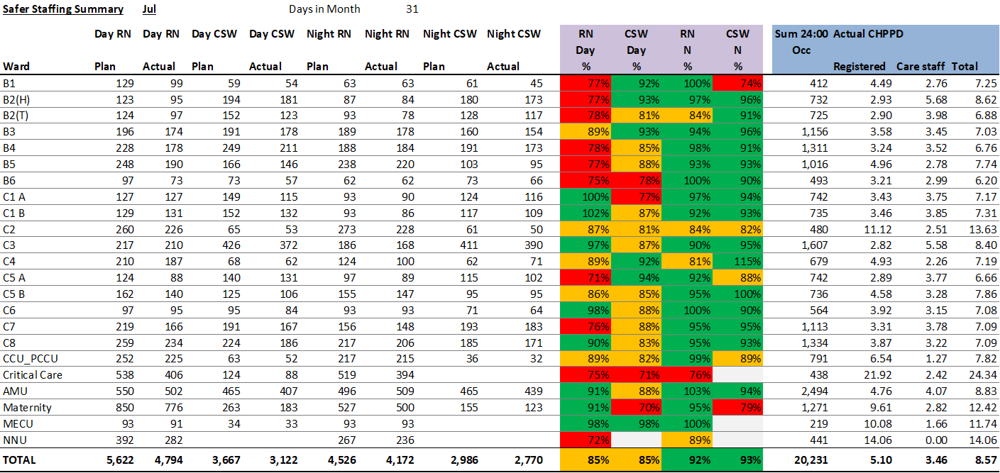 Safer Staffing Summary Jul Days in Month 31
Day RN Day RN Day CSW Day CSW Night RN Night RN Night CSW Night CSW RN CSW RN CSW Sum 24:00 Actual CHPPD
Day Day N N Occ
Ward Plan Actual Plan Actual Plan Actual Plan Actual % % % % Registered Care staff Total
B1 129 99 59 54 63 63 61 45 77% 92% 100% 74% 412 4.49 2.76 7.25
B2(H) 123 95 194 181 87 84 180 173 77% 93% 97% 96% 732 2.93 5.68 8.62
B2(T) 124 97 152 123 93 78 128 117 78% 81% 84% 91% 725 2.90 3.98 6.88
B3 196 174 191 178 189 178 160 154 89% 93% 94% 96% 1,156 3.58 3.45 7.03
B4 228 178 249 211 188 184 191 173 78% 85% 98% 91% 1,311 3.24 3.52 6.76
B5 248 190 166 146 238 220 103 95 77% 88% 93% 93% 1,016 4.96 2.78 7.74
B6 97 73 73 57 62 62 73 66 75% 78% 100% 90% 493 3.21 2.99 6.20
C1 A 127 127 149 115 93 90 124 116 100% 77% 97% 94% 742 3.43 3.75 7.17
C1 B 129 131 152 132 93 86 117 109 102% 87% 92% 93% 735 3.46 3.85 7.31
C2 260 226 65 53 273 228 61 50 87% 81% 84% 82% 480 11.12 2.51 13.63
C3 217 210 426 372 186 168 411 390 97% 87% 90% 95% 1,607 2.82 5.58 8.40
C4 210 187 68 62 124 100 62 71 89% 92% 81% 115% 679 4.93 2.26 7.19
C5 A 124 88 140 131 97 89 115 102 71% 94% 92% 88% 742 2.89 3.77 6.66
C5 B 162 140 125 106 155 147 95 95 86% 85% 95% 100% 736 4.58 3.28 7.86
C6 97 95 95 84 93 93 71 64 98% 88% 100% 90% 564 3.92 3.15 7.08
C7 219 166 191 167 156 148 193 183 76% 88% 95% 95% 1,113 3.31 3.78 7.09
C8 259 234 224 186 217 206 185 171 90% 83% 95% 93% 1,334 3.87 3.22 7.09
CCU_PCCU 252 225 63 52 217 215 36 32 89% 82% 99% 89% 791 6.54 1.27 7.82
Critical Care 538 406 124 88 519 394 75% 71% 76% 438 21.92 2.42 24.34
AMU 550 502 465 407 496 509 465 439 91% 88% 103% 94% 2,494 4.76 4.07 8.83
Maternity 850 776 263 183 527 500 155 123 91% 70% 95% 79% 1,271 9.61 2.82 12.42
MECU 93 91 34 33 93 93 98% 98% 100% 219 10.08 1.66 11.74
NNU 392 282 267 236 72% 89% 441 14.06 0.00 14.06
TOTAL 5,622 4,794 3,667 3,122 4,526 4,172 2,986 2,770 85% 85% 92% 93% 20,231 5.10 3.46 8.57